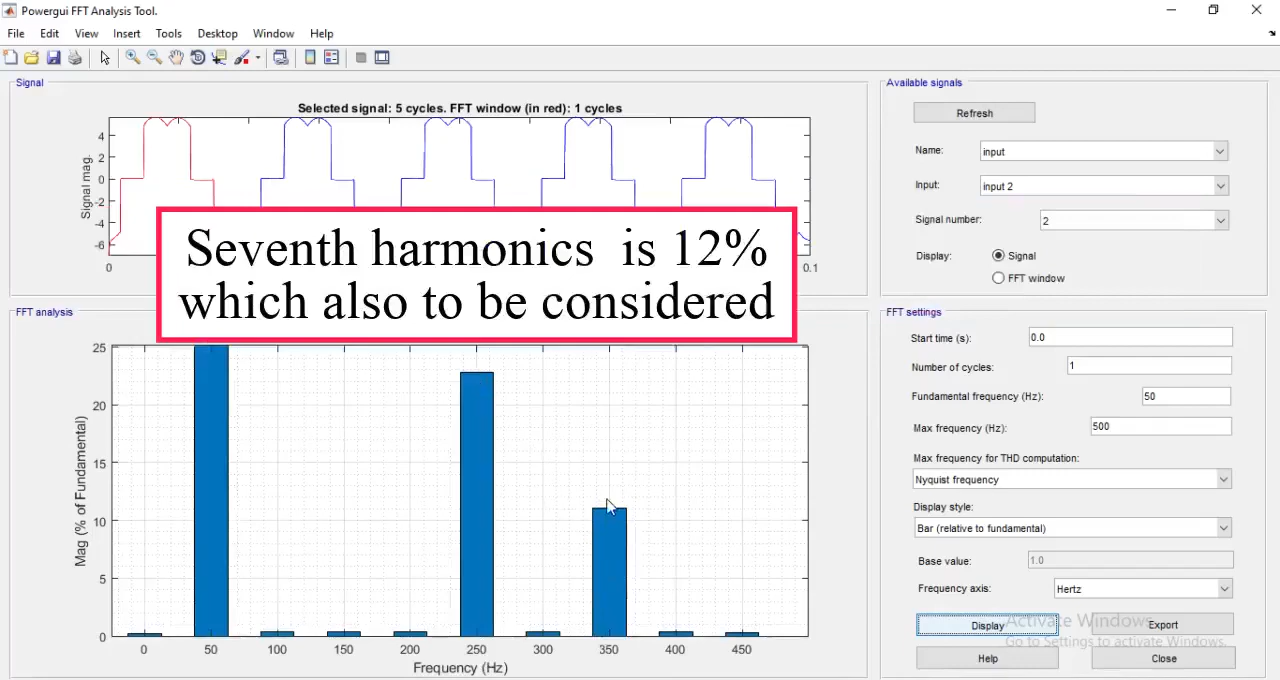 Powergui FFT Analysis Tool.
File Edit View Insert Tools Desktop Window Help
Signal
Selected signal: 5 cycles. FFT window (in red): 1 cycles
Signal mag.
4
2
0
-2
-4
-6
0
0.1
Seventh harmonics is 12%
which also to be considered
FFT analysis
Mag (% of Fundamental)
25
20
15
10
5
0
0 50 100 150 200 250 300 350 400 450
Frequency (Hz)
Available signals
Refresh
Name: input
Input: input 2
Signal number: 2
Display: Signal
FFT window
FFT settings
Start time (s): 0.0
Number of cycles: 1
Fundamental frequency (Hz): 50
Max frequency (Hz): 500
Max frequency for THD computation:
Nyquist frequency
Display style:
Bar (relative to fundamental)
Base value: 1.0
Frequency axis: Hertz
Display Export
Activate Windows
Go to Settings to activate Windows.
Help Close